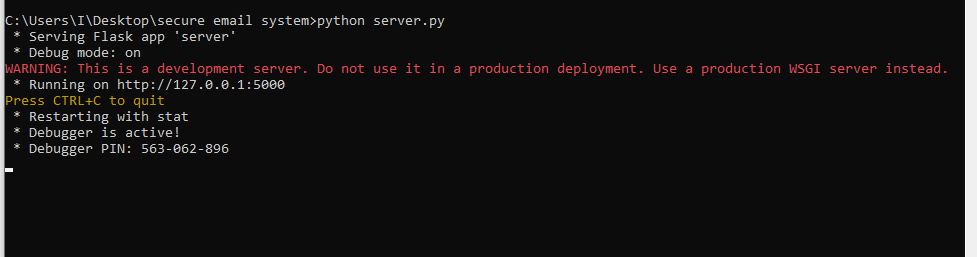 C:\Users\I\Desktop\secure email system>python server.py
* Serving Flask app 'server'
* Debug mode: on
WARNING: This is a development server. Do not use it in a production deployment. Use a production WSGI server instead.
* Running on http://127.0.0.1:5000
Press CTRL+C to quit
* Restarting with stat
* Debugger is active!
* Debugger PIN: 563-062-896